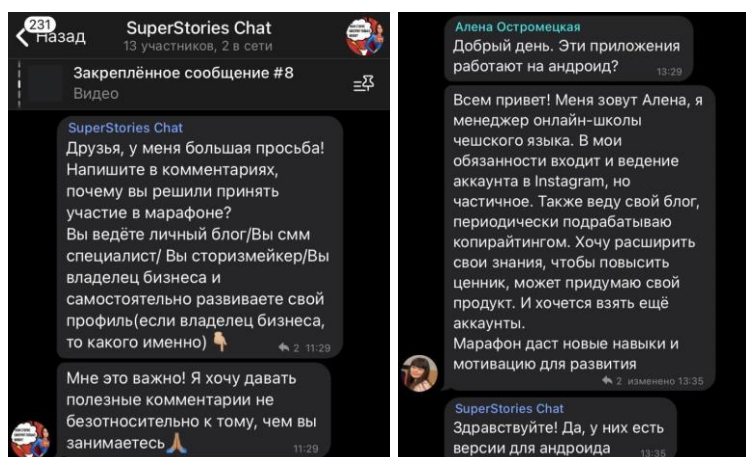 231
Назад
SuperStories Chat
13 участников, 2 в сети
Закреплённое сообщение #8
Видео
SuperStories Chat
Друзья, у меня большая просьба!
Напишите в комментариях,
почему вы решили принять
участие в марафоне?
Вы ведёте личный блог/Вы смм
специалист/ Вы сторизмейкер/Вы
владелец бизнеса и
самостоятельно развиваете свой
профиль(если владелец бизнеса,
то какого именно) 👇🏼
2 11:29
Мне это важно! Я хочу давать
полезные комментарии не
безотносительно к тому, чем вы
занимаетесь 🙏🏽
11:29
Алена Остромецкая
Добрый день. Эти приложения
работают на андроид?
13:29
Всем привет! Меня зовут Алена, я
менеджер онлайн-школы
чешского языка. В мои
обязанности входит и ведение
аккаунта в Instagram, но
частичное. Также веду свой блог,
периодически подрабатываю
копирайтингом. Хочу расширить
свои знания, чтобы повысить
ценник, может придумаю свой
продукт. И хочется взять ещё
аккаунты.
Марафон даст новые навыки и
мотивацию для развития
2 изменено 13:35
SuperStories Chat
Здравствуйте! Да, у них есть
версии для андроида
13:35